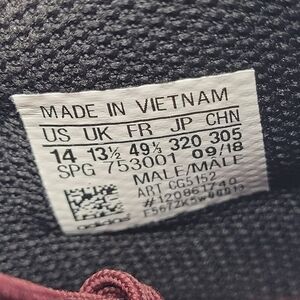 MADE IN VIETNAM
US UK FR JP CHN
14 13½ 49⅓ 320 305
SPG 753001 09/18
MALE/MALE
ART CG5152
#120861740